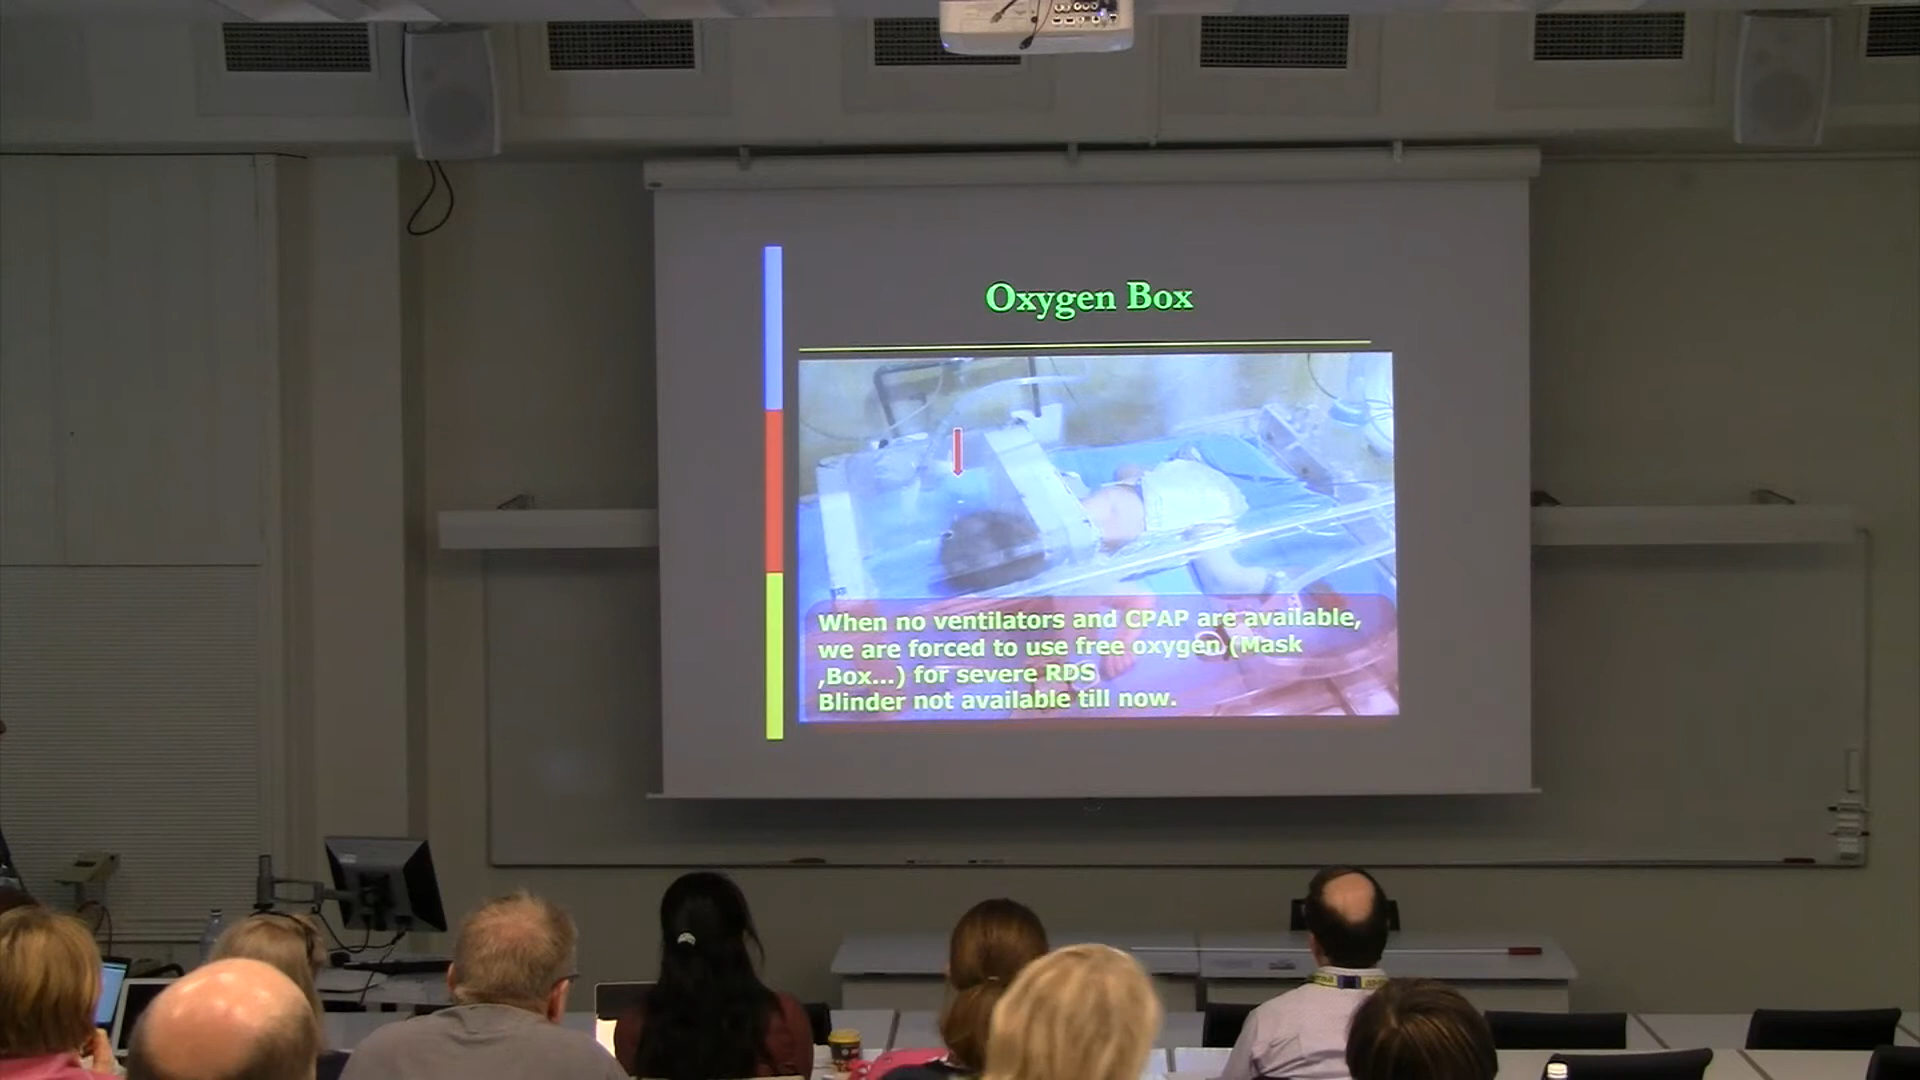 Oxygen Box
When no ventilators and CPAP are available,
we are forced to use free oxygen (Mask
,Box...) for severe RDS
Blinder not available till now.